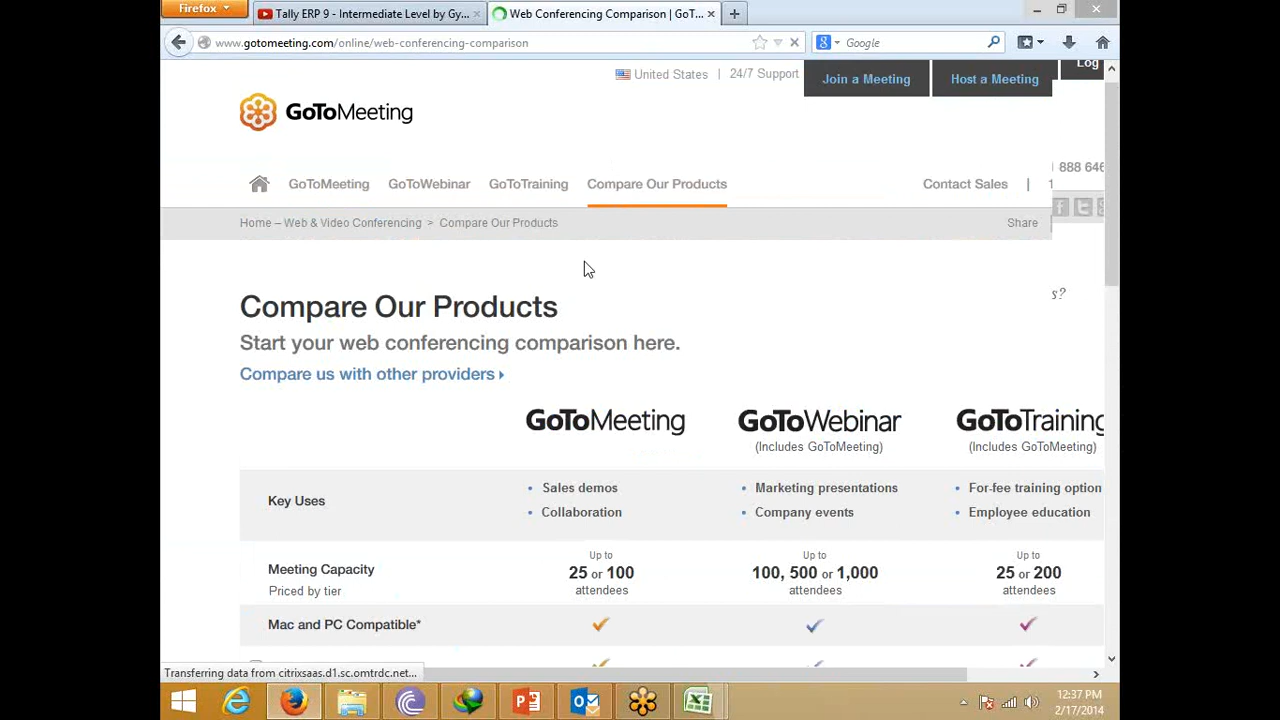 Firefox
Tally ERP 9 - Intermediate Level by Gy...
Web Conferencing Comparison | GoT...
www.gotomeeting.com/online/web-conferencing-comparison
Google
United States | 24/7 Support
Join a Meeting
Host a Meeting
Log
GoToMeeting
888 646
GoToMeeting GoToWebinar GoToTraining Compare Our Products Contact Sales | 1
Home – Web & Video Conferencing > Compare Our Products Share
s?
Compare Our Products
Start your web conferencing comparison here.
Compare us with other providers
GoToMeeting GoToWebinar GoToTraining
(Includes GoToMeeting) (Includes GoToMeeting)
Key Uses
• Sales demos • Marketing presentations • For-fee training option
• Collaboration • Company events • Employee education
Meeting Capacity
Priced by tier
Up to Up to Up to
25 or 100 100, 500 or 1,000 25 or 200
attendees attendees attendees
Mac and PC Compatible*
Transferring data from citrixsaas.d1.sc.omtrdc.net...
12:37 PM
2/17/2014